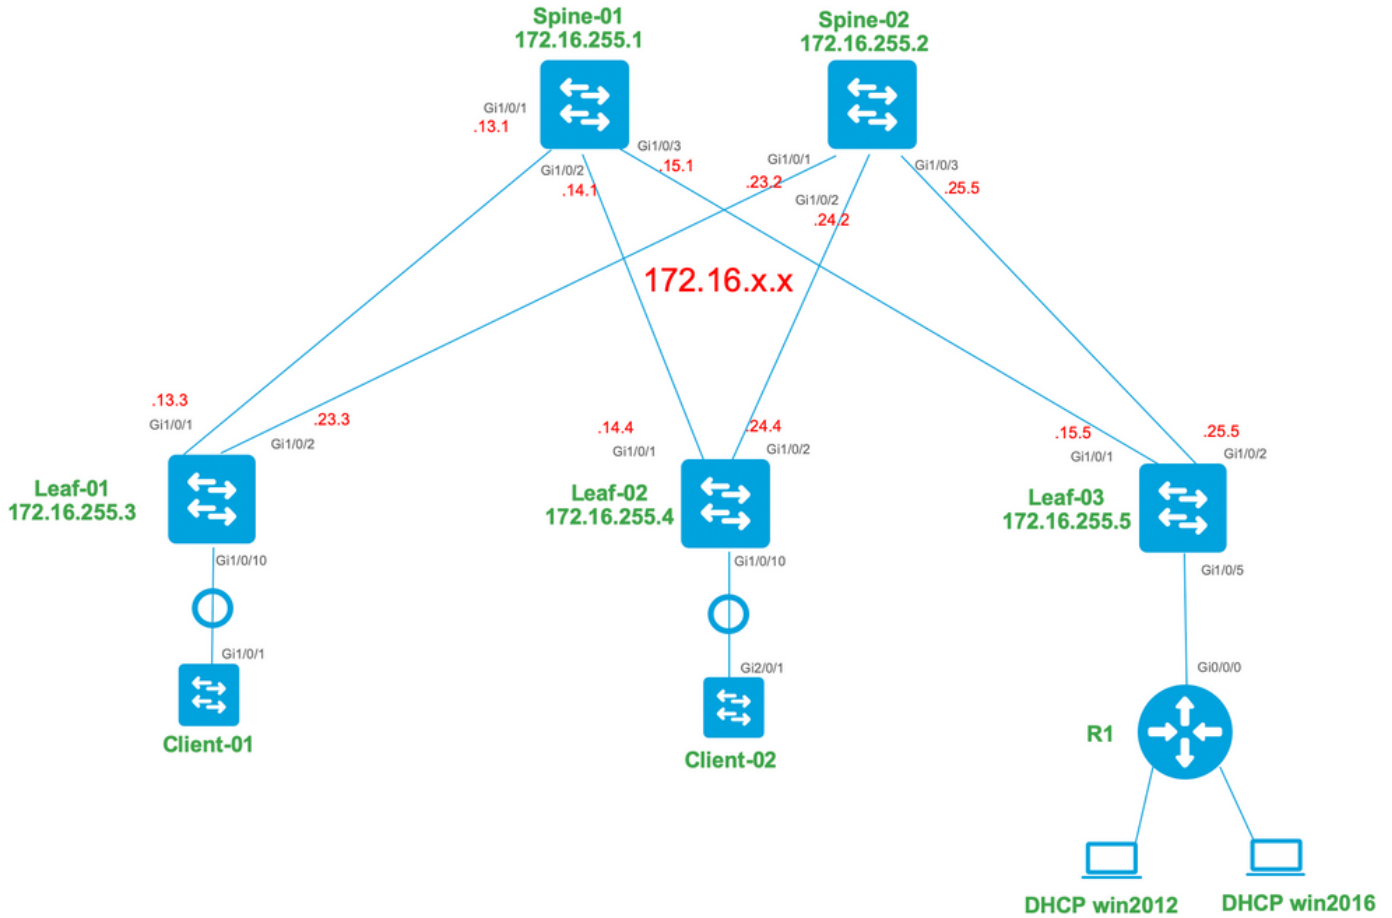 Spine-01
172.16.255.1
Spine-02
172.16.255.2
Gi1/0/1
.13.1
Gi1/0/2
.14.1
Gi1/0/3
.15.1
Gi1/0/1
.23.2
Gi1/0/2
.24.2
Gi1/0/3
.25.5
172.16.x.x
.13.3
Gi1/0/1
.23.3
Gi1/0/2
.14.4
Gi1/0/1
.24.4
Gi1/0/2
.15.5
Gi1/0/1
.25.5
Gi1/0/2
Leaf-01
172.16.255.3
Leaf-02
172.16.255.4
Leaf-03
172.16.255.5
Gi1/0/10
Gi1/0/10
Gi1/0/5
Gi1/0/1
Gi2/0/1
Gi0/0/0
Client-01
Client-02
R1
DHCP win2012
DHCP win2016